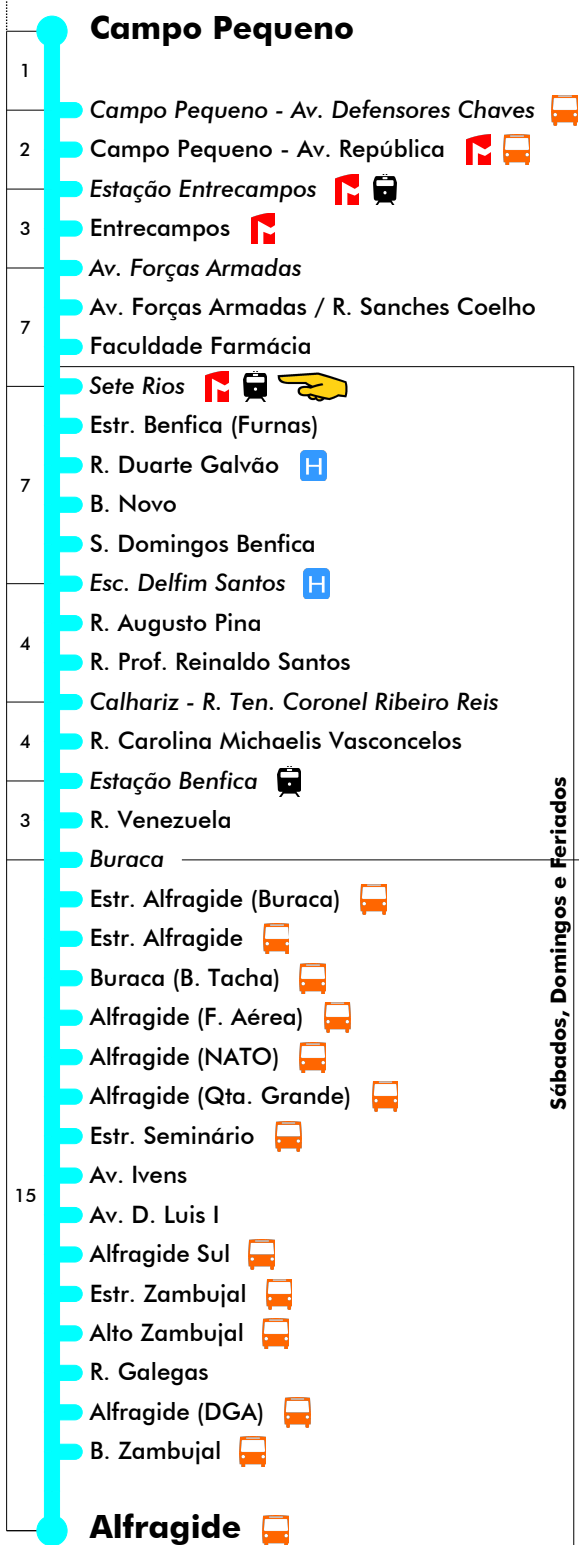 Campo Pequeno
1
Campo Pequeno - Av. Defensores Chaves
2
Campo Pequeno - Av. República
Estação Entrecampos
3
Entrecampos
Av. Forças Armadas
7
Av. Forças Armadas / R. Sanches Coelho
Faculdade Farmácia
Sete Rios
Estr. Benfica (Furnas)
R. Duarte Galvão H
7
B. Novo
S. Domingos Benfica
Esc. Delfim Santos H
R. Augusto Pina
4
R. Prof. Reinaldo Santos
Calhariz - R. Ten. Coronel Ribeiro Reis
4
R. Carolina Michaelis Vasconcelos
Estação Benfica
3
R. Venezuela
Buraca
Estr. Alfragide (Buraca)
Estr. Alfragide
Buraca (B. Tacha)
Alfragide (F. Aérea)
Alfragide (NATO)
Alfragide (Qta. Grande)
Estr. Seminário
Av. Ivens
15
Av. D. Luis I
Alfragide Sul
Estr. Zambujal
Alto Zambujal
R. Galegas
Alfragide (DGA)
B. Zambujal
Alfragide
Sábados, Domingos e Feriados